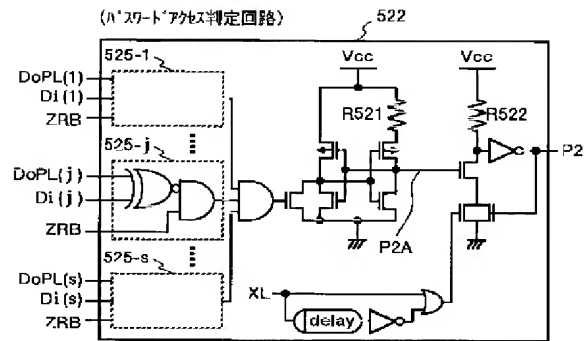 (ﾊﾟｽﾜｰﾄﾞｱｸｾｽ判定回路)
522
525-1
DoPL(1)
Di(1)
ZRB
525-j
DoPL(j)
Di(j)
ZRB
525-s
DoPL(s)
Di(s)
ZRB
Vcc
R521
Vcc
R522
P2
P2A
XL
delay